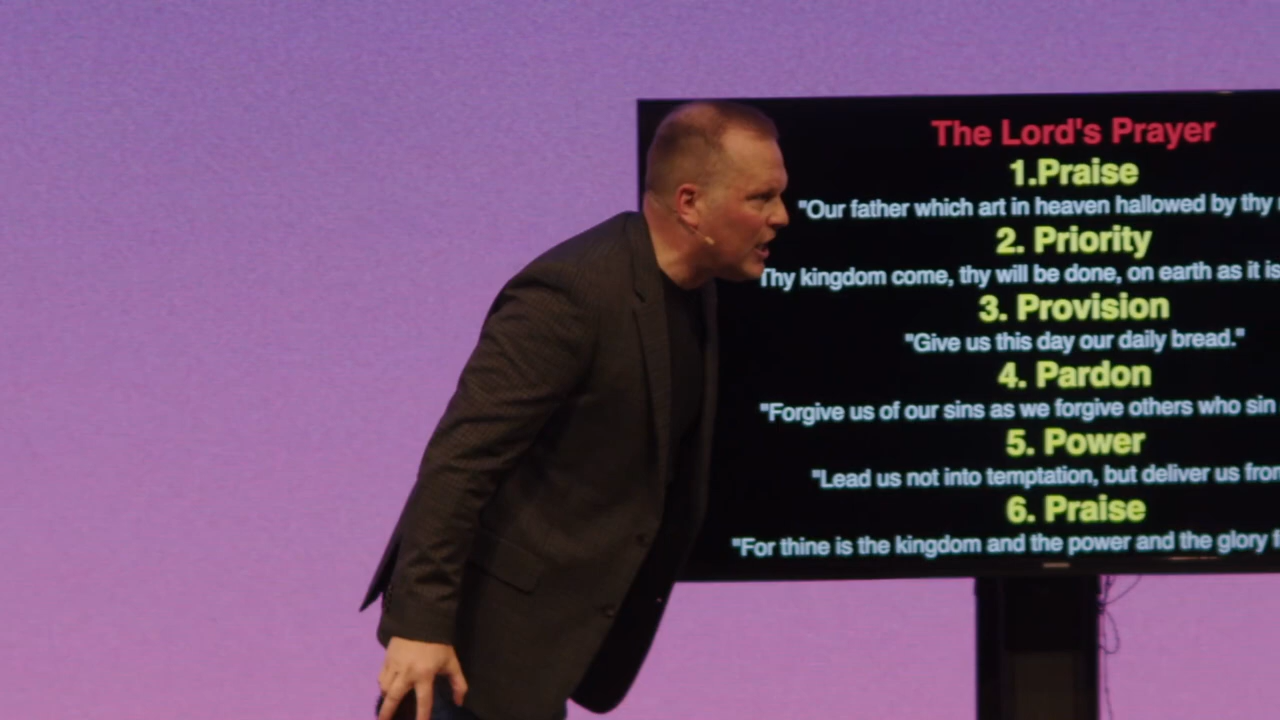 The Lord's Prayer
1.Praise
"Our father which art in heaven hallowed by thy
2. Priority
Thy kingdom come, thy will be done, on earth as it is
3. Provision
"Give us this day our daily bread."
4. Pardon
"Forgive us of our sins as we forgive others who sin
5. Power
"Lead us not into temptation, but deliver us from
6. Praise
"For thine is the kingdom and the power and the glory